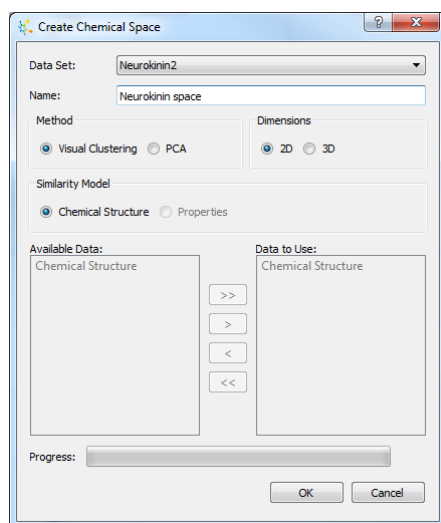 Create Chemical Space
Data Set: Neurokinin2
Name: Neurokinin space
Method Dimensions
Visual Clustering PCA 2D 3D
Similarity Model
Chemical Structure Properties
Available Data: Data to Use:
Chemical Structure Chemical Structure
>>
>
<
<<
Progress:
OK Cancel